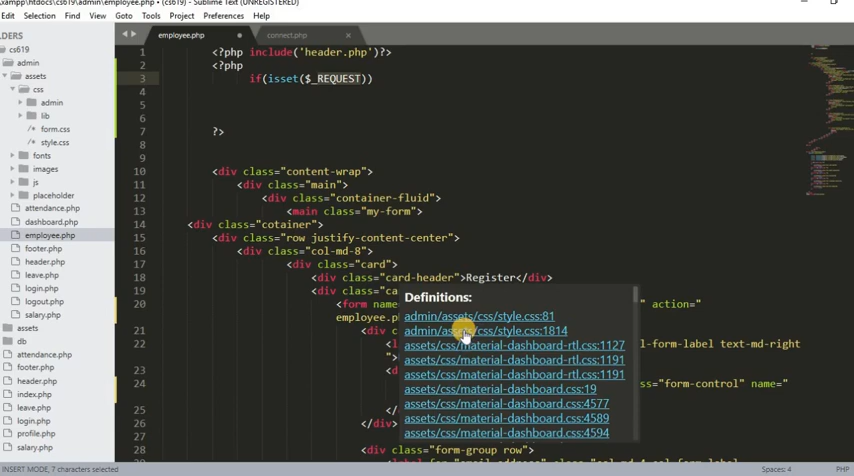 \xampp\htdocs\cs619\admin\employee.php • (cs619) - Sublime Text (UNREGISTERED)
Edit Selection Find View Goto Tools Project Preferences Help
LDERS
cs619
admin
assets
css
admin
lib
/* form.css
/* style.css
fonts
images
js
placeholder
attendance.php
dashboard.php
employee.php
footer.php
header.php
leave.php
login.php
logout.php
salary.php
assets
db
attendance.php
footer.php
header.php
index.php
leave.php
login.php
profile.php
salary.php
employee.php connect.php ×
1 <?php include('header.php')?>
2 <?php
3 if(isset($_REQUEST))
4
5
6
7 ?>
8
9
10 <div class="content-wrap">
11 <div class="main">
12 <div class="container-fluid">
13 <main class="my-form">
14 <div class="cotainer">
15 <div class="row justify-content-center">
16 <div class="col-md-8">
17 <div class="card">
18 <div class="card-header">Register</div>
19 <div class="ca
20 <form name= " action="
employee.ph
21 <div c
22 <l l-form-label text-md-right
">
23 <d
24 ss="form-control" name="
25 </
26 </div>
27
28 <div class="form-group row">
Definitions:
admin/assets/css/style.css:81
admin/assets/css/style.css:1814
assets/css/material-dashboard-rtl.css:1127
assets/css/material-dashboard-rtl.css:1191
assets/css/material-dashboard-rtl.css:1191
assets/css/material-dashboard.css:19
assets/css/material-dashboard.css:4577
assets/css/material-dashboard.css:4589
assets/css/material-dashboard.css:4594
INSERT MODE, 7 characters selected Spaces: 4 PHP